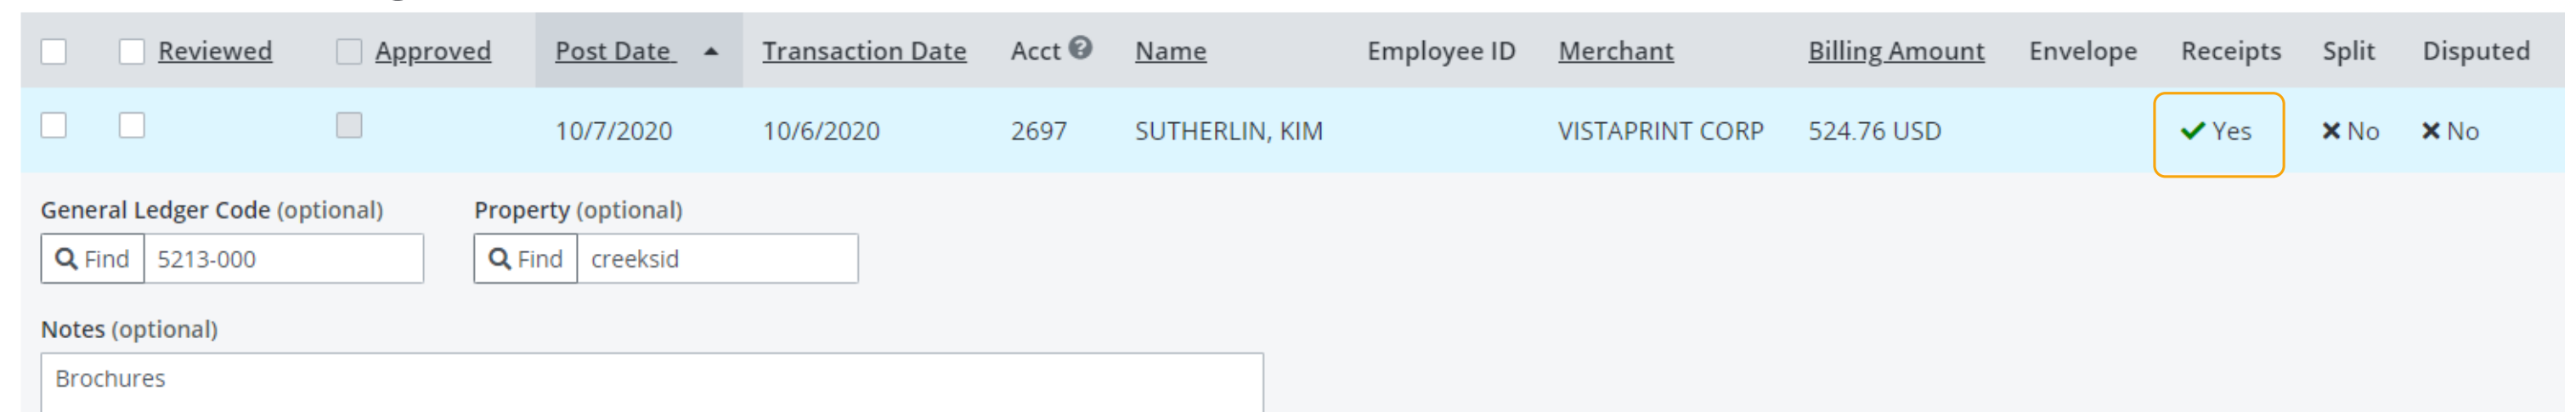 Reviewed Approved Post Date Transaction Date Acct Name Employee ID Merchant Billing Amount Envelope Receipts Split Disputed
10/7/2020 10/6/2020 2697 SUTHERLIN, KIM VISTAPRINT CORP 524.76 USD Yes No No
General Ledger Code (optional) Property (optional)
Find 5213-000 Find creeksid
Notes (optional)
Brochures